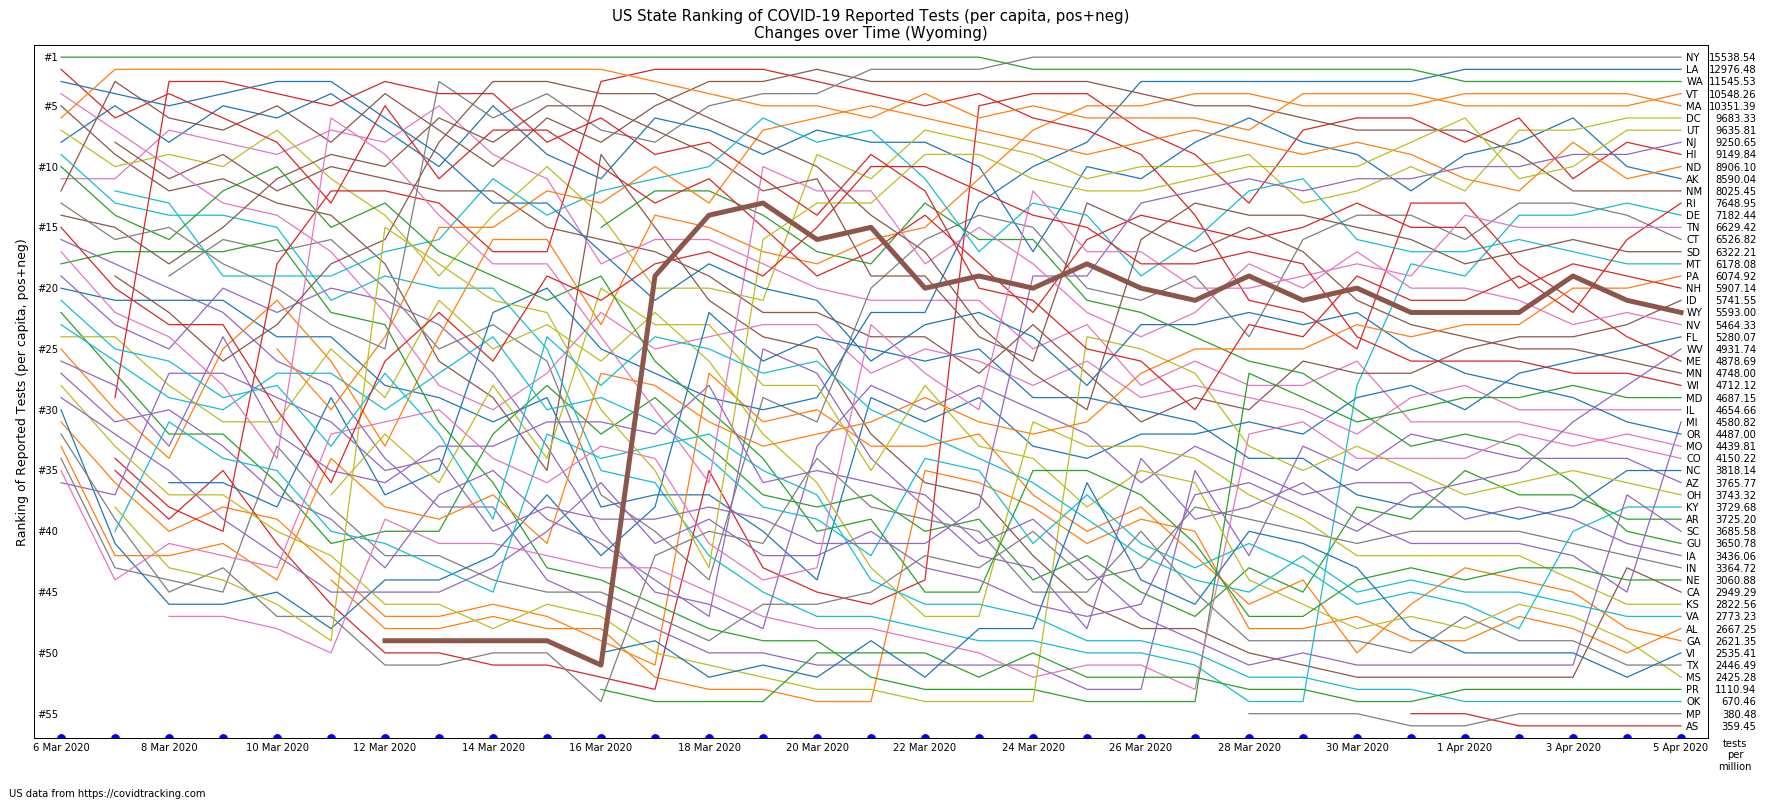 US State Ranking of COVID-19 Reported Tests (per capita, pos+neg)
Changes over Time (Wyoming)
Ranking of Reported Tests (per capita, pos+neg)
#1
#5
#10
#15
#20
#25
#30
#35
#40
#45
#50
#55
NY 15538.54
LA 12976.48
WA 11545.53
VT 10548.26
MA 10351.39
DC 9683.33
UT 9635.81
NJ 9250.65
HI 9149.84
ND 8906.10
AK 8590.04
NM 8025.45
RI 7648.95
DE 7182.44
TN 6629.42
CT 6526.82
SD 6322.21
MT 6178.08
PA 6074.92
NH 5907.14
ID 5741.55
WY 5593.00
NV 5464.33
FL 5280.07
WV 4931.74
ME 4878.69
MN 4748.00
WI 4712.12
MD 4687.15
IL 4654.66
MI 4580.82
OR 4487.00
MO 4439.81
CO 4150.22
NC 3818.14
AZ 3765.77
OH 3743.32
KY 3729.68
AR 3725.20
SC 3685.58
GU 3650.78
IA 3436.06
IN 3364.72
NE 3060.88
CA 2949.29
KS 2822.56
VA 2773.23
AL 2667.25
GA 2621.35
VI 2535.41
TX 2446.49
MS 2425.28
PR 1110.94
OK 670.46
MP 380.48
AS 359.45
6 Mar 2020 8 Mar 2020 10 Mar 2020 12 Mar 2020 14 Mar 2020 16 Mar 2020 18 Mar 2020 20 Mar 2020 22 Mar 2020 24 Mar 2020 26 Mar 2020 28 Mar 2020 30 Mar 2020 1 Apr 2020 3 Apr 2020 5 Apr 2020
tests
per
million
US data from https://covidtracking.com